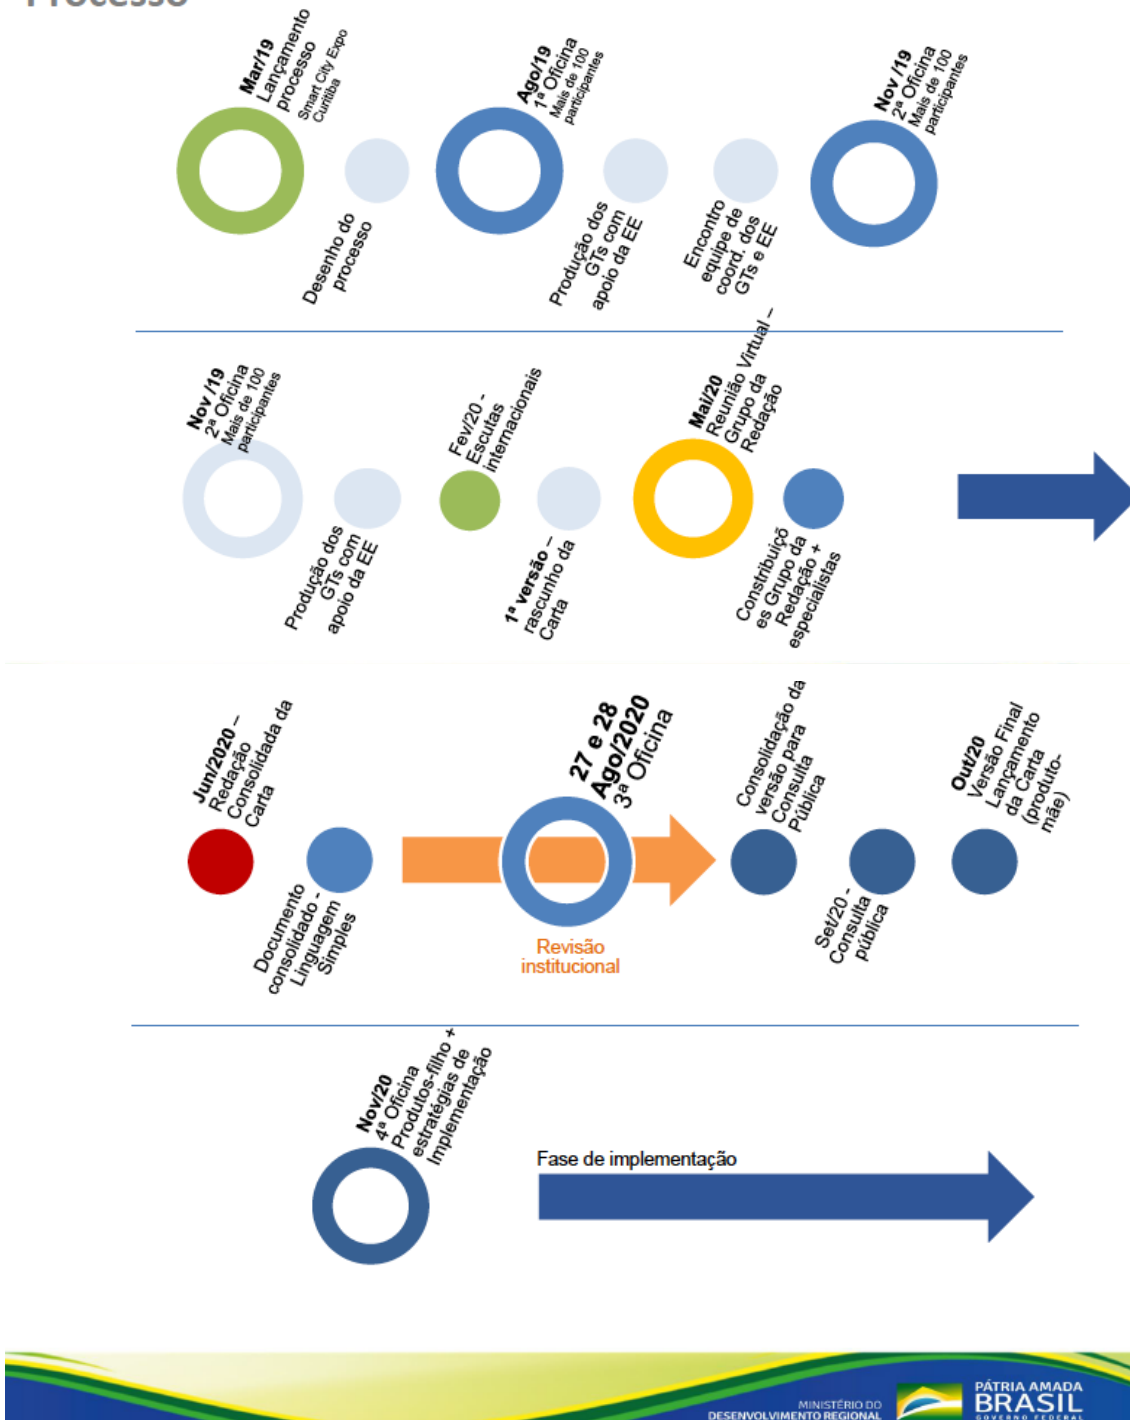 Processo
Mar/19
Lançamento
processo
Smart City Expo
Curitiba
Desenho do
processo
Ago/19
1ª Oficina
Mais de 100
participantes
Produção dos
GTs com
apoio da EE
Encontro
equipe de
coord. dos
GTs e EE
Nov /19
2ª Oficina
Mais de 100
participantes
Nov /19
2ª Oficina
Mais de 100
participantes
Produção dos
GTs com
apoio da EE
Fev/20 -
Escutas
internacionais
1ª versão –
rascunho da
Carta
Mai/20
Reunião Virtual –
Grupo da
Redação
Constribuiçõ
es Grupo da
Redação +
especialistas
Jun/2020 –
Redação
Consolidada da
Carta
Documento
consolidado -
Linguagem
Simples
27 e 28
Ago/2020
3ª Oficina
Revisão
institucional
Consolidação da
versão para
Consulta
Pública
Set/20 -
Consulta
pública
Out/20
Versão Final
Lançamento
da Carta
(produto-
mãe)
Nov/20
4ª Oficina
Produtos-filho +
estratégias de
Implementação
Fase de implementação
MINISTÉRIO DO
DESENVOLVIMENTO REGIONAL
PÁTRIA AMADA
BRASIL
GOVERNO FEDERAL